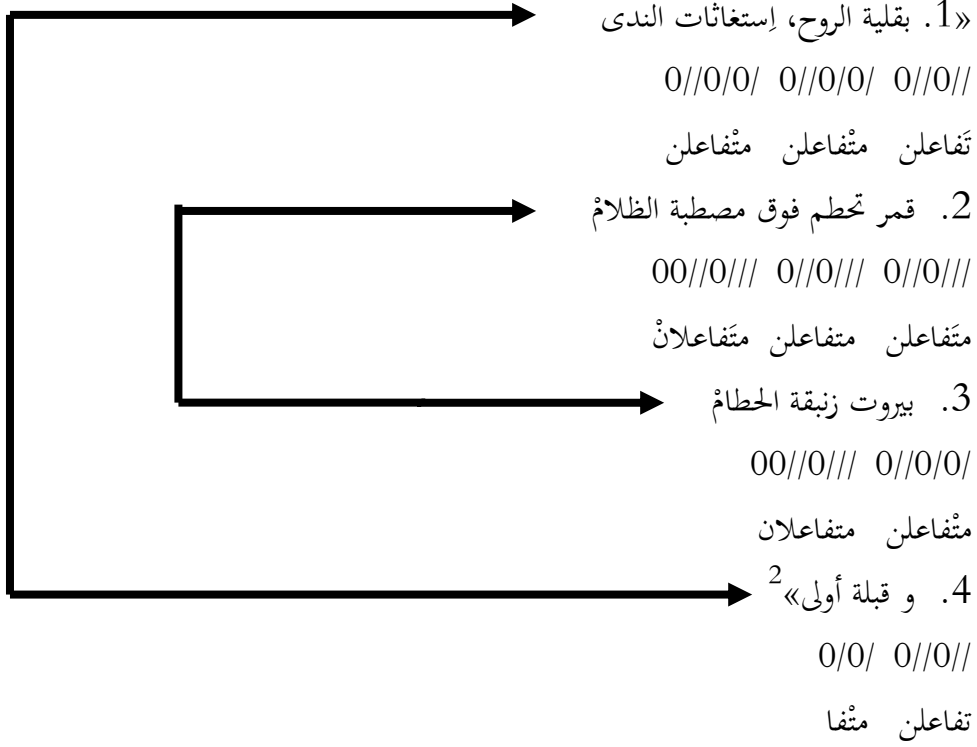 «1. بقلية الروح، اِستغاثات الندى
//0//0 /0/0//0 /0/0//0
تَفاعلن متْفاعلن متْفاعلن
2. قمر تحطم فوق مصطبة الظلامْ
///0//0 ///0//0 ///0//00
متَفاعلن متفاعلن متَفاعلانْ
3. بيروت زنبقة الحطامْ
/0/0//0 ///0//00
متْفاعلن متفاعلان
4. و قبلة أولى»2
//0//0 /0/0
تفاعلن متْفا